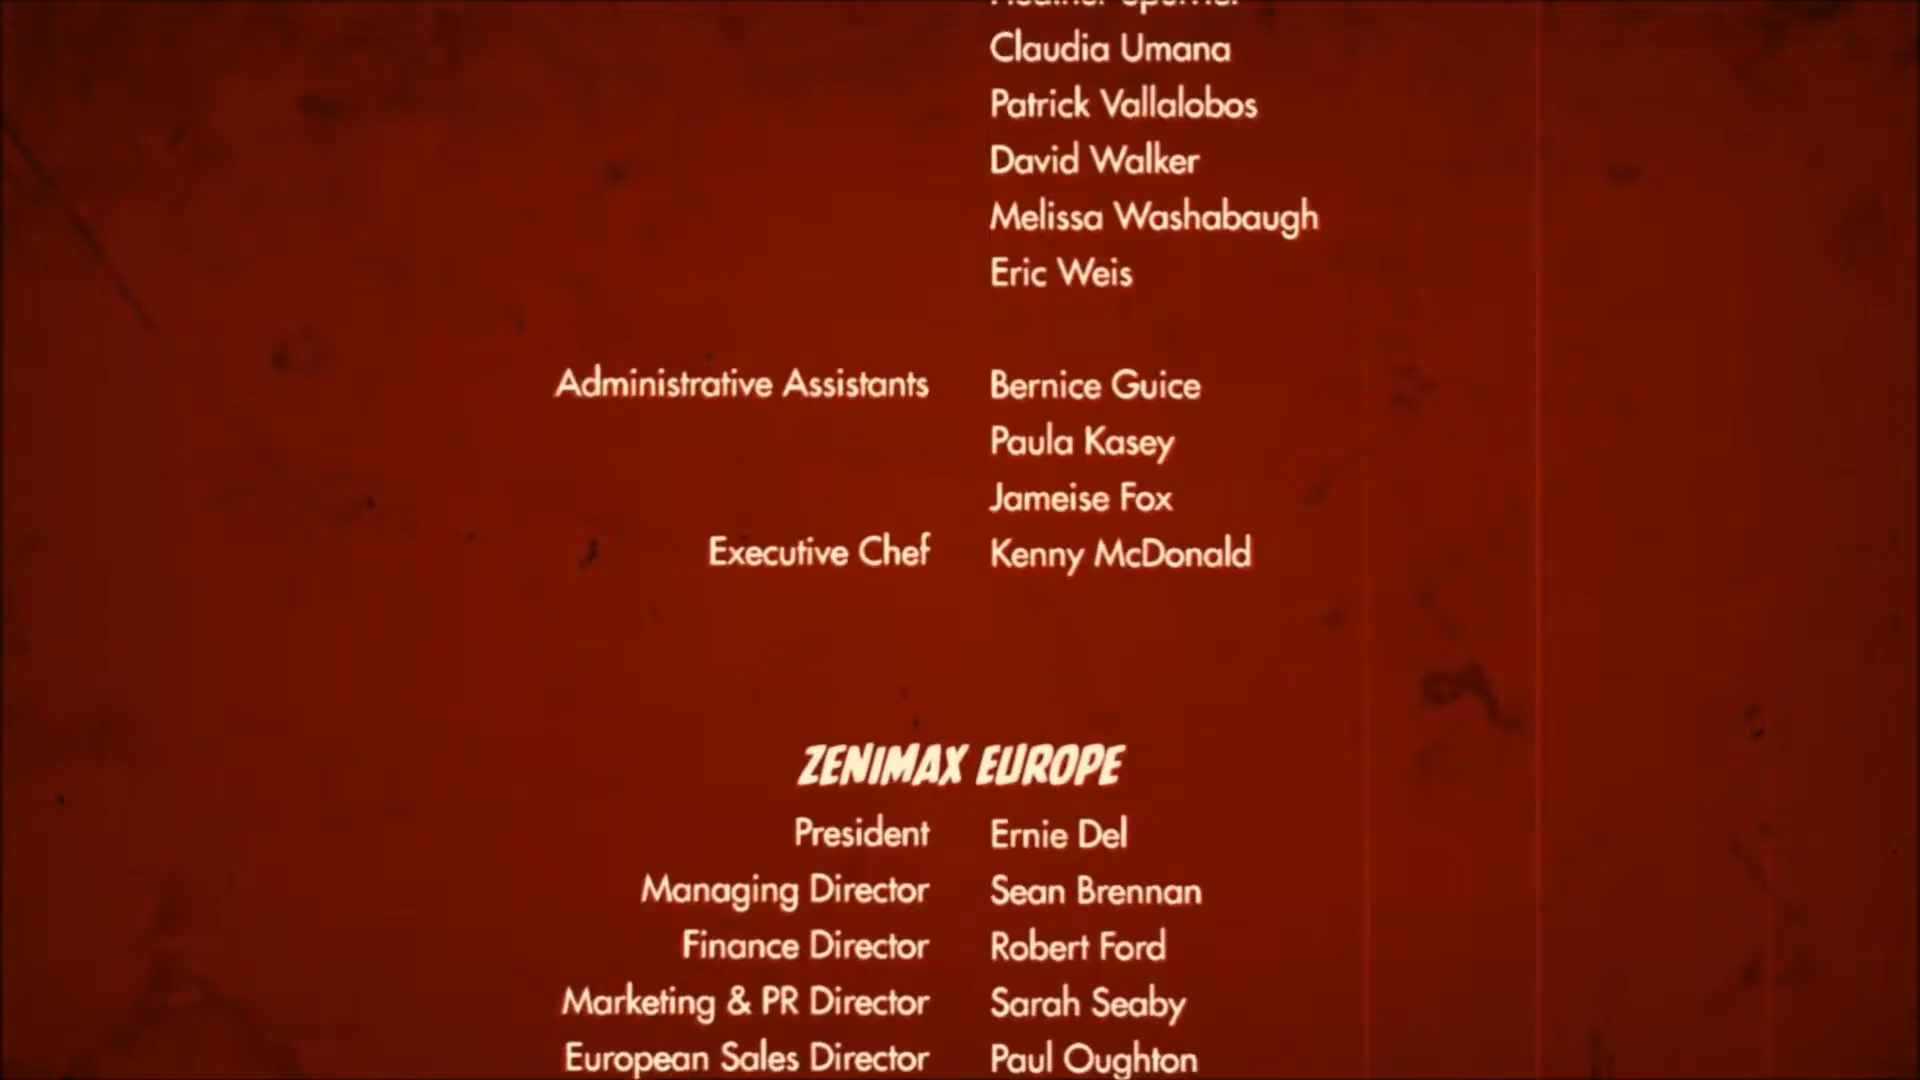 Claudia Umana
Patrick Vallalobos
David Walker
Melissa Washabaugh
Eric Weis
Administrative Assistants Bernice Guice
Paula Kasey
Jameise Fox
Executive Chef Kenny McDonald
ZENIMAX EUROPE
President Ernie Del
Managing Director Sean Brennan
Finance Director Robert Ford
Marketing & PR Director Sarah Seaby
European Sales Director Paul Oughton